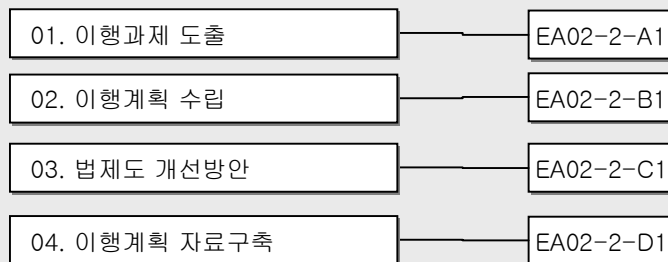 01. 이행과제 도출
EA02-2-A1
02. 이행계획 수립
EA02-2-B1
03. 법제도 개선방안
EA02-2-C1
04. 이행계획 자료구축
EA02-2-D1